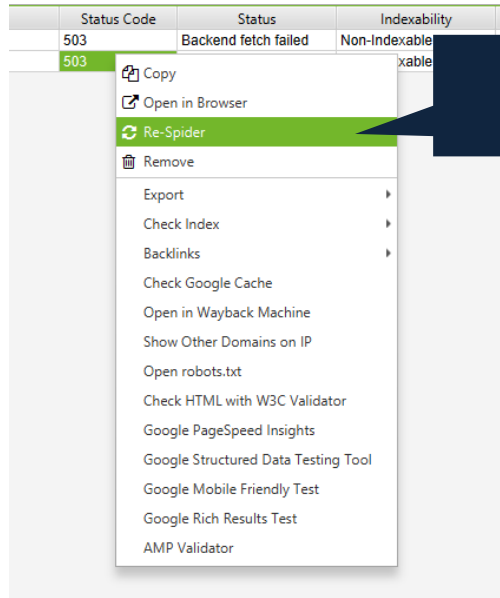 Status Code Status Indexability
503 Backend fetch failed Non-Indexable
503 xable
Copy
Open in Browser
Re-Spider
Remove
Export
Check Index
Backlinks
Check Google Cache
Open in Wayback Machine
Show Other Domains on IP
Open robots.txt
Check HTML with W3C Validator
Google PageSpeed Insights
Google Structured Data Testing Tool
Google Mobile Friendly Test
Google Rich Results Test
AMP Validator